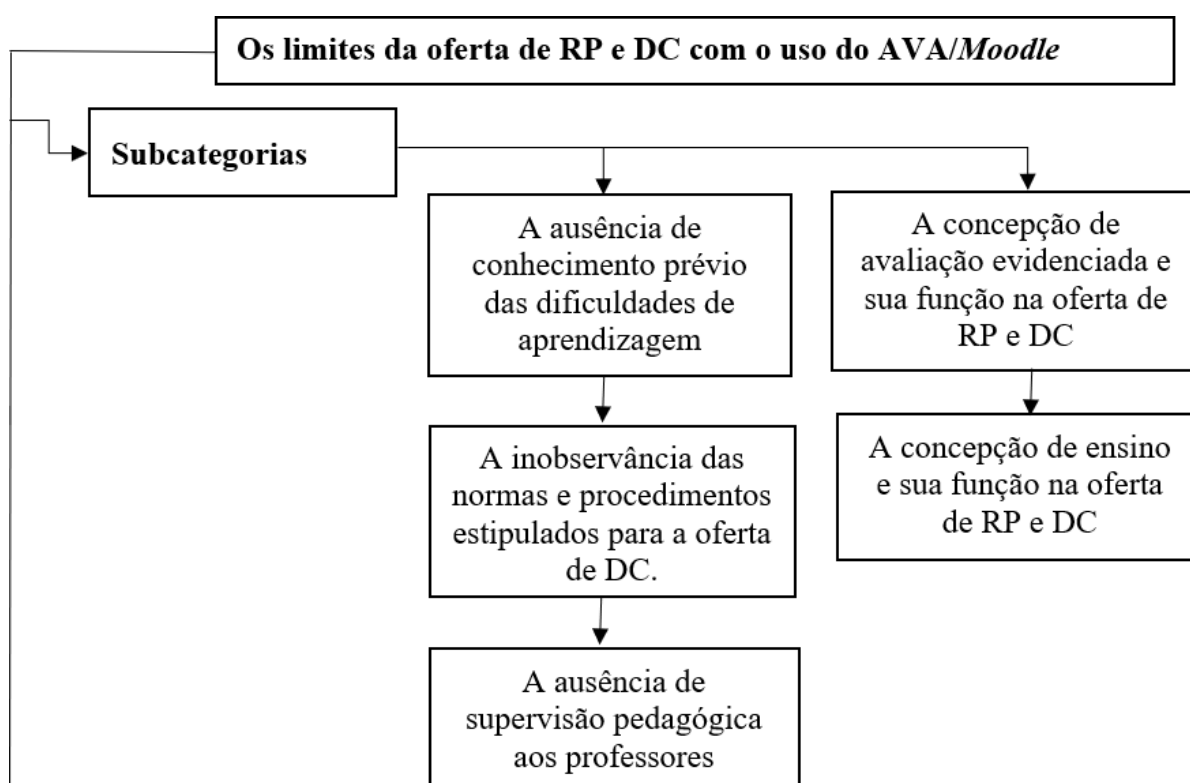 Os limites da oferta de RP e DC com o uso do AVA/Moodle
Subcategorias
A ausência de
conhecimento prévio
das dificuldades de
aprendizagem
A inobservância das
normas e procedimentos
estipulados para a oferta
de DC.
A ausência de
supervisão pedagógica
aos professores
A concepção de
avaliação evidenciada e
sua função na oferta de
RP e DC
A concepção de ensino
e sua função na oferta
de RP e DC